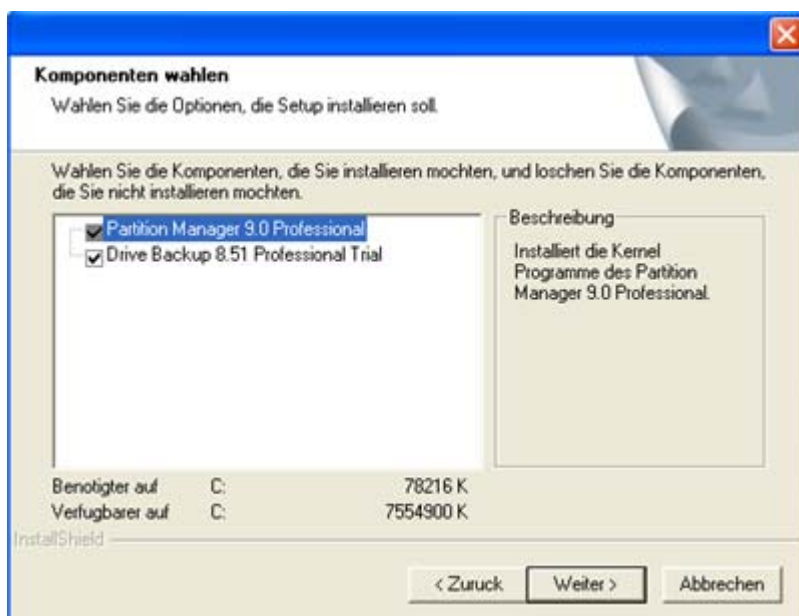 Komponenten wahlen
Wahlen Sie die Optionen, die Setup installieren soll.
Wahlen Sie die Komponenten, die Sie installieren mochten, und loschen Sie die Komponenten,
die Sie nicht installieren mochten.
Partition Manager 9.0 Professional
Drive Backup 8.51 Professional Trial
Beschreibung
Installiert die Kernel
Programme des Partition
Manager 9.0 Professional.
Benotigter auf C: 78216 K
Verfugbarer auf C: 7554900 K
InstallShield
< Zuruck Weiter > Abbrechen